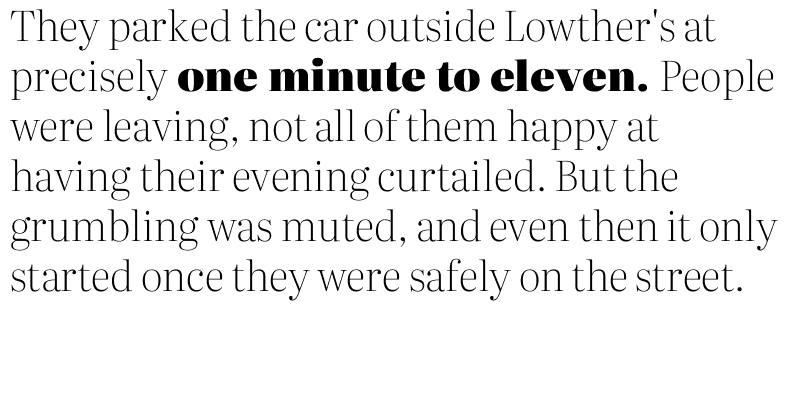 They parked the car outside Lowther's at
precisely one minute to eleven. People
were leaving, not all of them happy at
having their evening curtailed. But the
grumbling was muted, and even then it only
started once they were safely on the street.